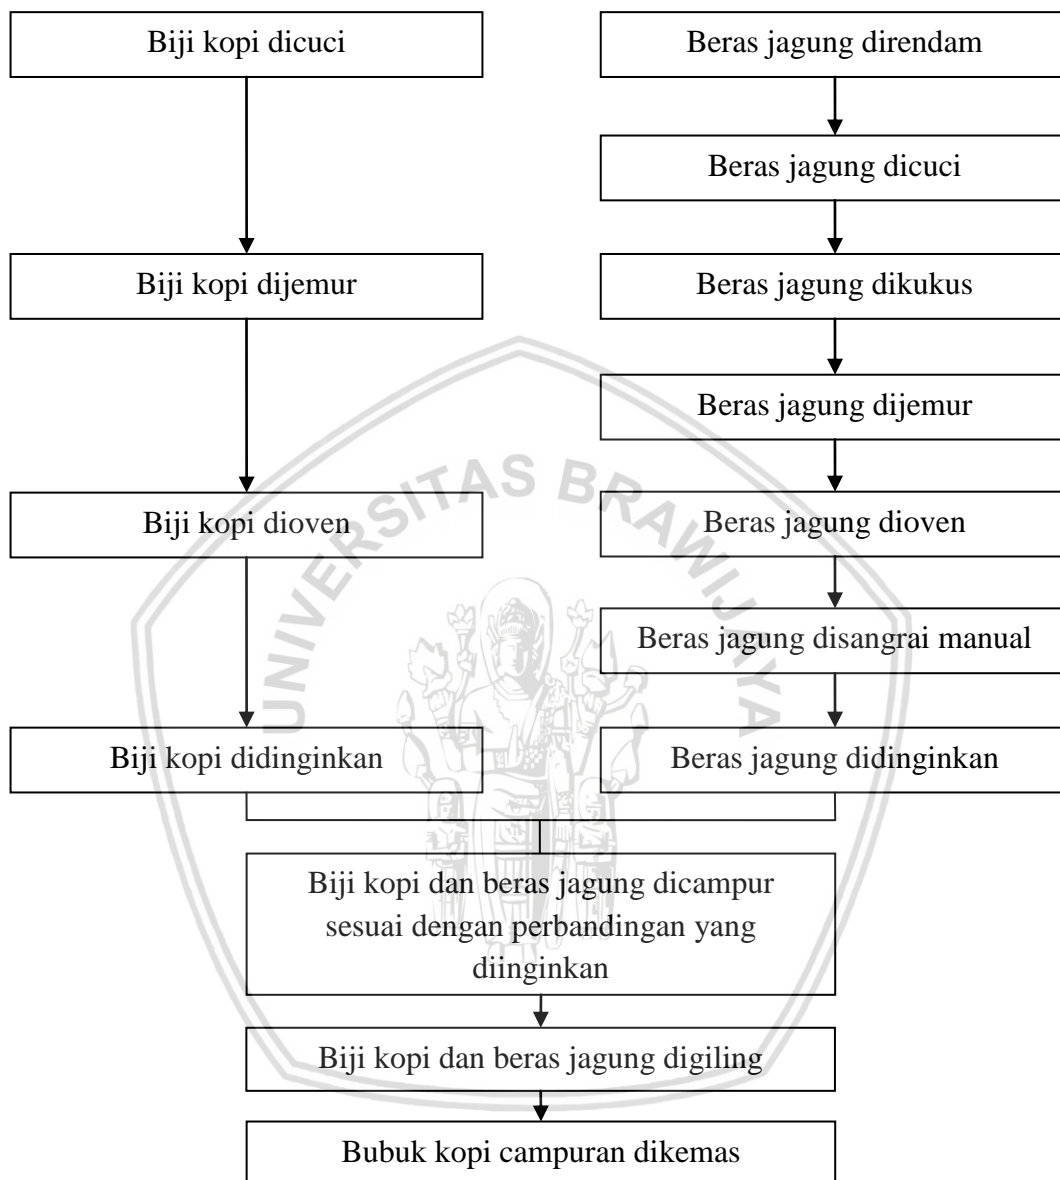 Biji kopi dicuci
Beras jagung direndam
Beras jagung dicuci
Biji kopi dijemur
Beras jagung dikukus
Beras jagung dijemur
Biji kopi dioven
Beras jagung dioven
Beras jagung disangrai manual
Biji kopi didinginkan
Beras jagung didinginkan
Biji kopi dan beras jagung dicampur
sesuai dengan perbandingan yang
diinginkan
Biji kopi dan beras jagung digiling
Bubuk kopi campuran dikemas
UNIVERSITAS BRAWIJAYA